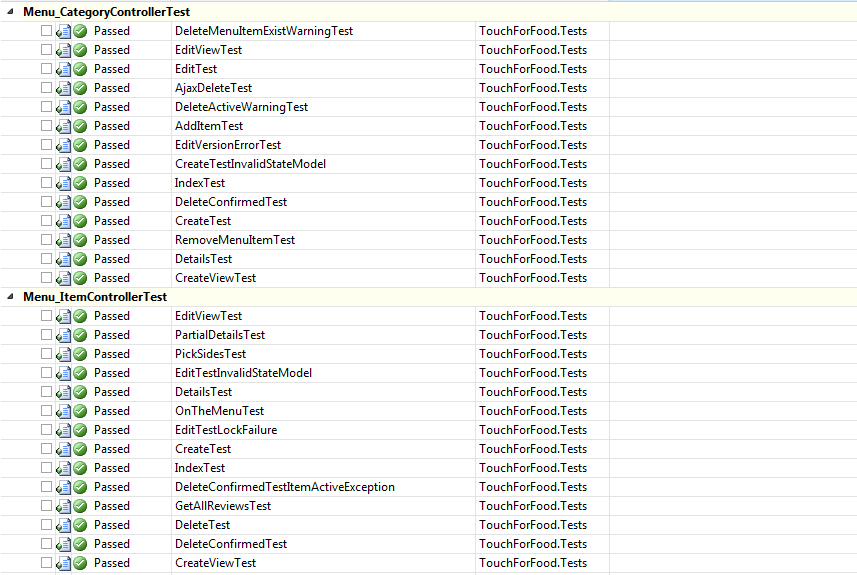 Menu_CategoryControllerTest
Passed DeleteMenuItemExistWarningTest TouchForFood.Tests
Passed EditViewTest TouchForFood.Tests
Passed EditTest TouchForFood.Tests
Passed AjaxDeleteTest TouchForFood.Tests
Passed DeleteActiveWarningTest TouchForFood.Tests
Passed AddItemTest TouchForFood.Tests
Passed EditVersionErrorTest TouchForFood.Tests
Passed CreateTestInvalidStateModel TouchForFood.Tests
Passed IndexTest TouchForFood.Tests
Passed DeleteConfirmedTest TouchForFood.Tests
Passed CreateTest TouchForFood.Tests
Passed RemoveMenuItemTest TouchForFood.Tests
Passed DetailsTest TouchForFood.Tests
Passed CreateViewTest TouchForFood.Tests
Menu_ItemControllerTest
Passed EditViewTest TouchForFood.Tests
Passed PartialDetailsTest TouchForFood.Tests
Passed PickSidesTest TouchForFood.Tests
Passed EditTestInvalidStateModel TouchForFood.Tests
Passed DetailsTest TouchForFood.Tests
Passed OnTheMenuTest TouchForFood.Tests
Passed EditTestLockFailure TouchForFood.Tests
Passed CreateTest TouchForFood.Tests
Passed IndexTest TouchForFood.Tests
Passed DeleteConfirmedTestItemActiveException TouchForFood.Tests
Passed GetAllReviewsTest TouchForFood.Tests
Passed DeleteTest TouchForFood.Tests
Passed DeleteConfirmedTest TouchForFood.Tests
Passed CreateViewTest TouchForFood.Tests